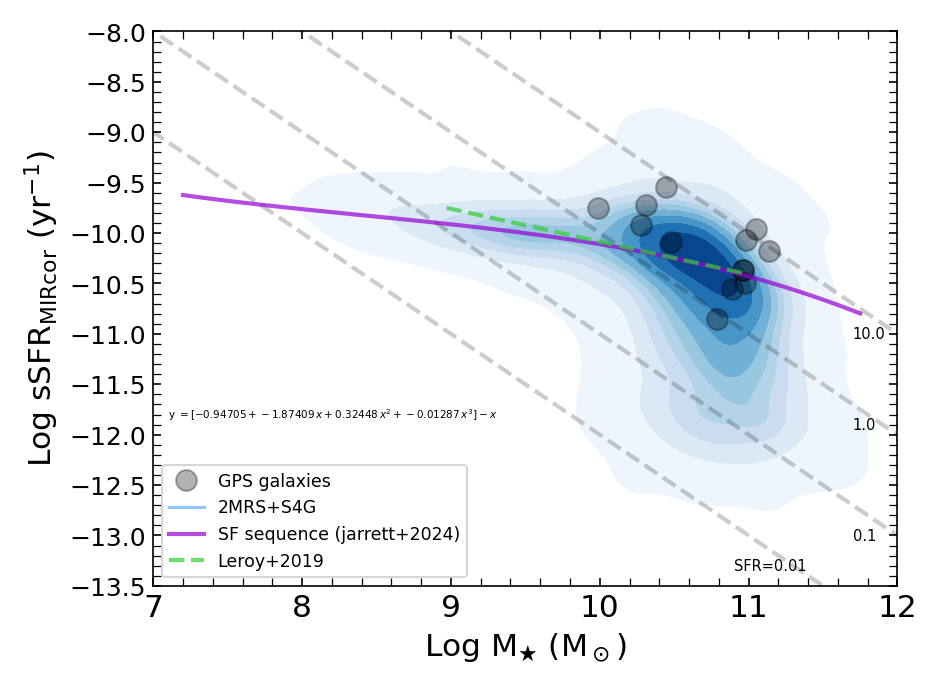 −8.0
−8.5
−9.0
−9.5
−10.0
−10.5
−11.0
−11.5
−12.0
−12.5
−13.0
−13.5
Log sSFR_MIRcor (yr⁻¹)
10.0
1.0
0.1
SFR=0.01
y = [−0.94705 + −1.87409x + 0.32448x² + −0.01287x³] − x
GPS galaxies
2MRS+S4G
SF sequence (jarrett+2024)
Leroy+2019
7 8 9 10 11 12
Log M★ (M⊙)